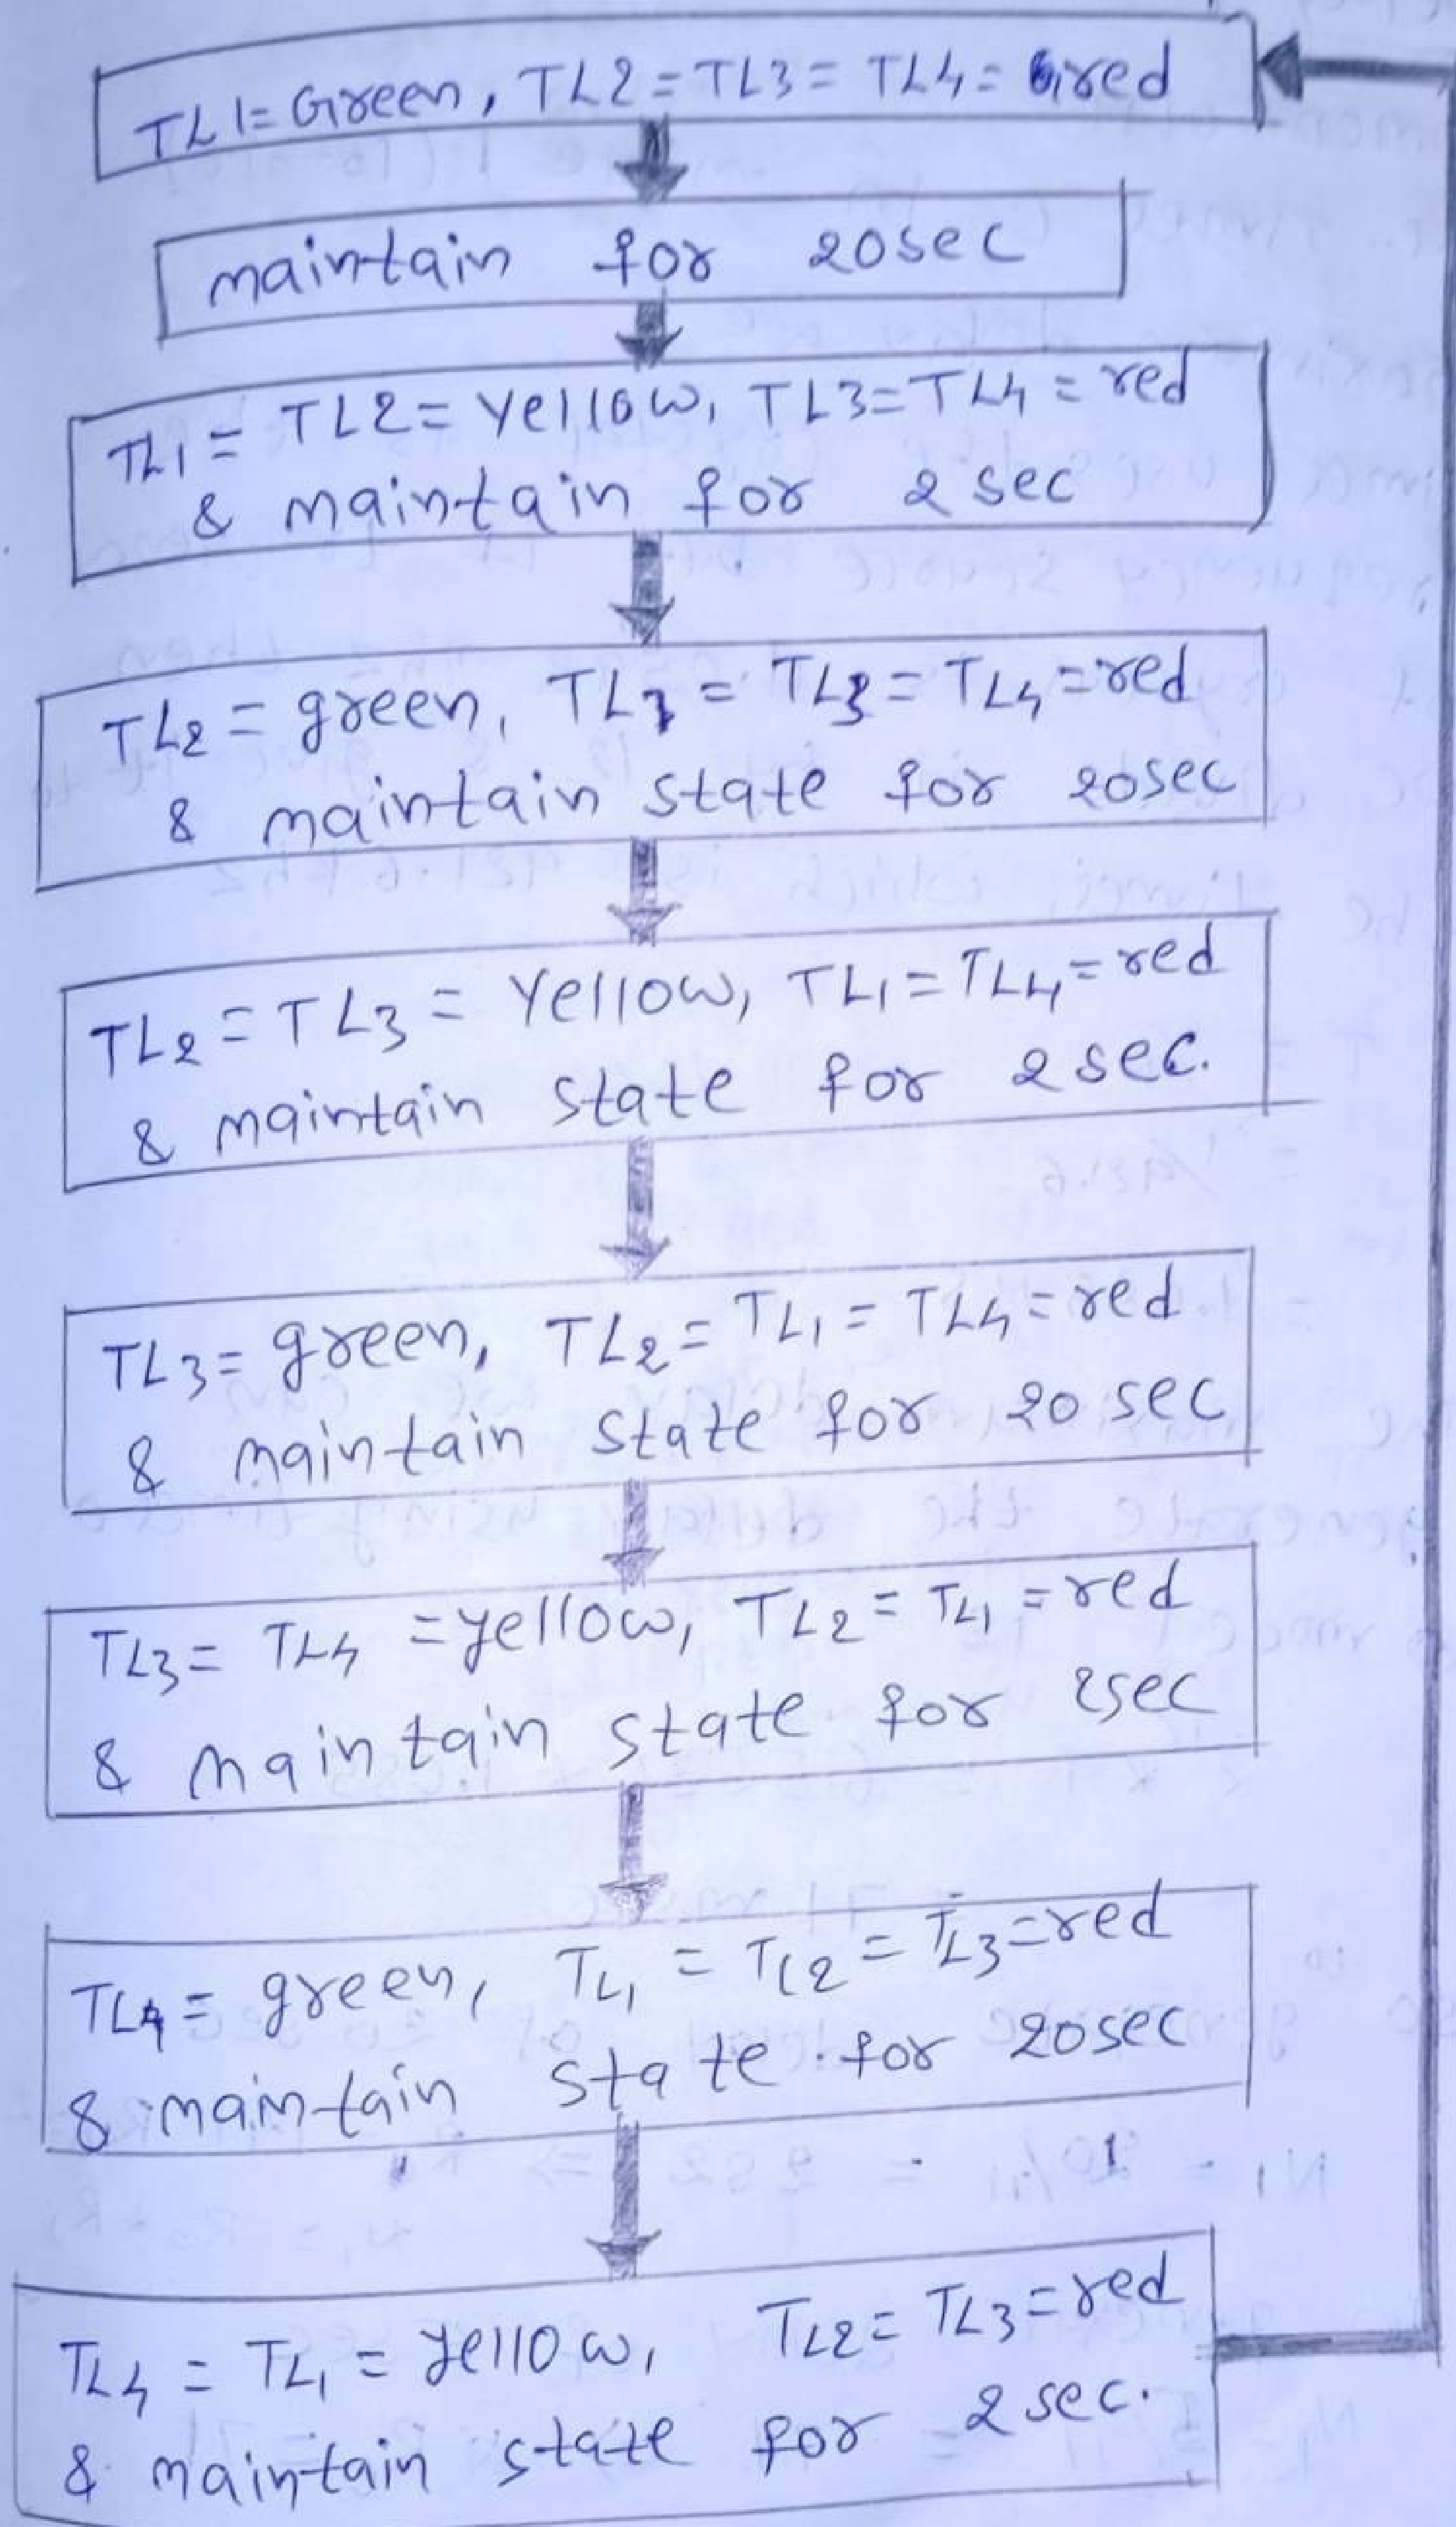 TL1= Green, TL2 = TL3 = TL4 = red
maintain for 20sec
TL1 = TL2 = Yellow, TL3=TL4 = red
& maintain for 2 sec
TL2 = green, TL1 = TL3 = TL4 = red
& maintain state for 20sec
TL2 = TL3 = Yellow, TL1 = TL4 = red
& maintain state for 2 sec.
TL3 = green, TL2 = TL1 = TL4 = red
& maintain state for 20 sec
TL3 = TL4 = yellow, TL2 = TL1 = red
& maintain state for 2sec
TL4 = green, TL1 = TL2 = TL3 = red
& maintain state for 20sec
TL4 = TL1 = yellow, TL2 = TL3 = red
& maintain state for 2 sec.